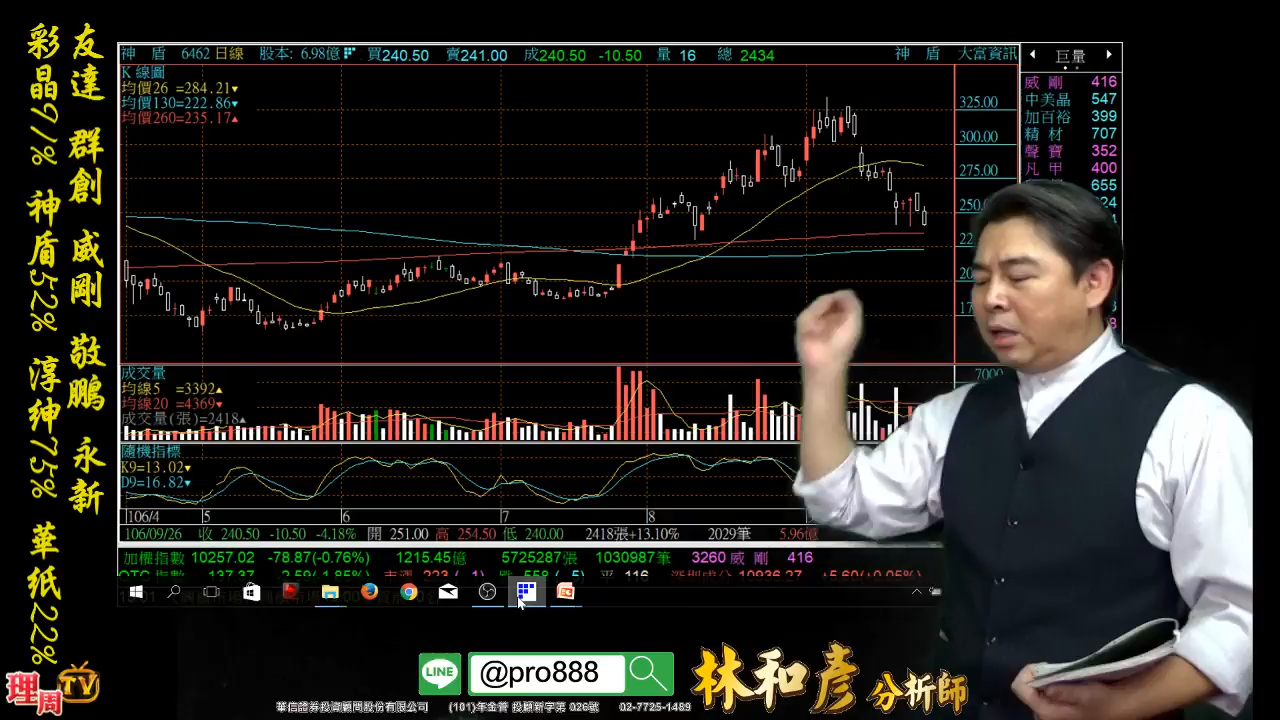 友達 群創 威剛 敬鵬 永新
彩晶91% 神盾52% 淳紳75% 華紙22%
神 盾 6462 日線 股本: 6.98億 買240.50 賣241.00 成240.50 -10.50 量 16 總 2434 神 盾 大富資訊
K 線圖
均價26 =284.21▼
均價130=222.86▼
均價260=235.17▲
325.00
300.00
275.00
250.
22
20
17
巨量
威 剛 416
中美晶 547
加百裕 399
精 材 707
聲 寶 352
凡 甲 400
655
成交量
均線5 =3392▲
均線20 =4369▼
成交量(張)=2418▲
7000
隨機指標
K9=13.02▼
D9=16.82▼
106/4 5 6 7 8
106/09/26 收 240.50 -10.50 -4.18% 開 251.00 高 254.50 低 240.00 2418張+13.10% 2029筆 5.96億
加權指數 10257.02 -78.87(-0.76%) 1215.45億 5725287張 1030987筆 3260 威 剛 416
LINE @pro888
林和彥 分析師
華信證券投資顧問股份有限公司 (101)年金管 投顧新字第 026號 02-7725-1489
理周TV